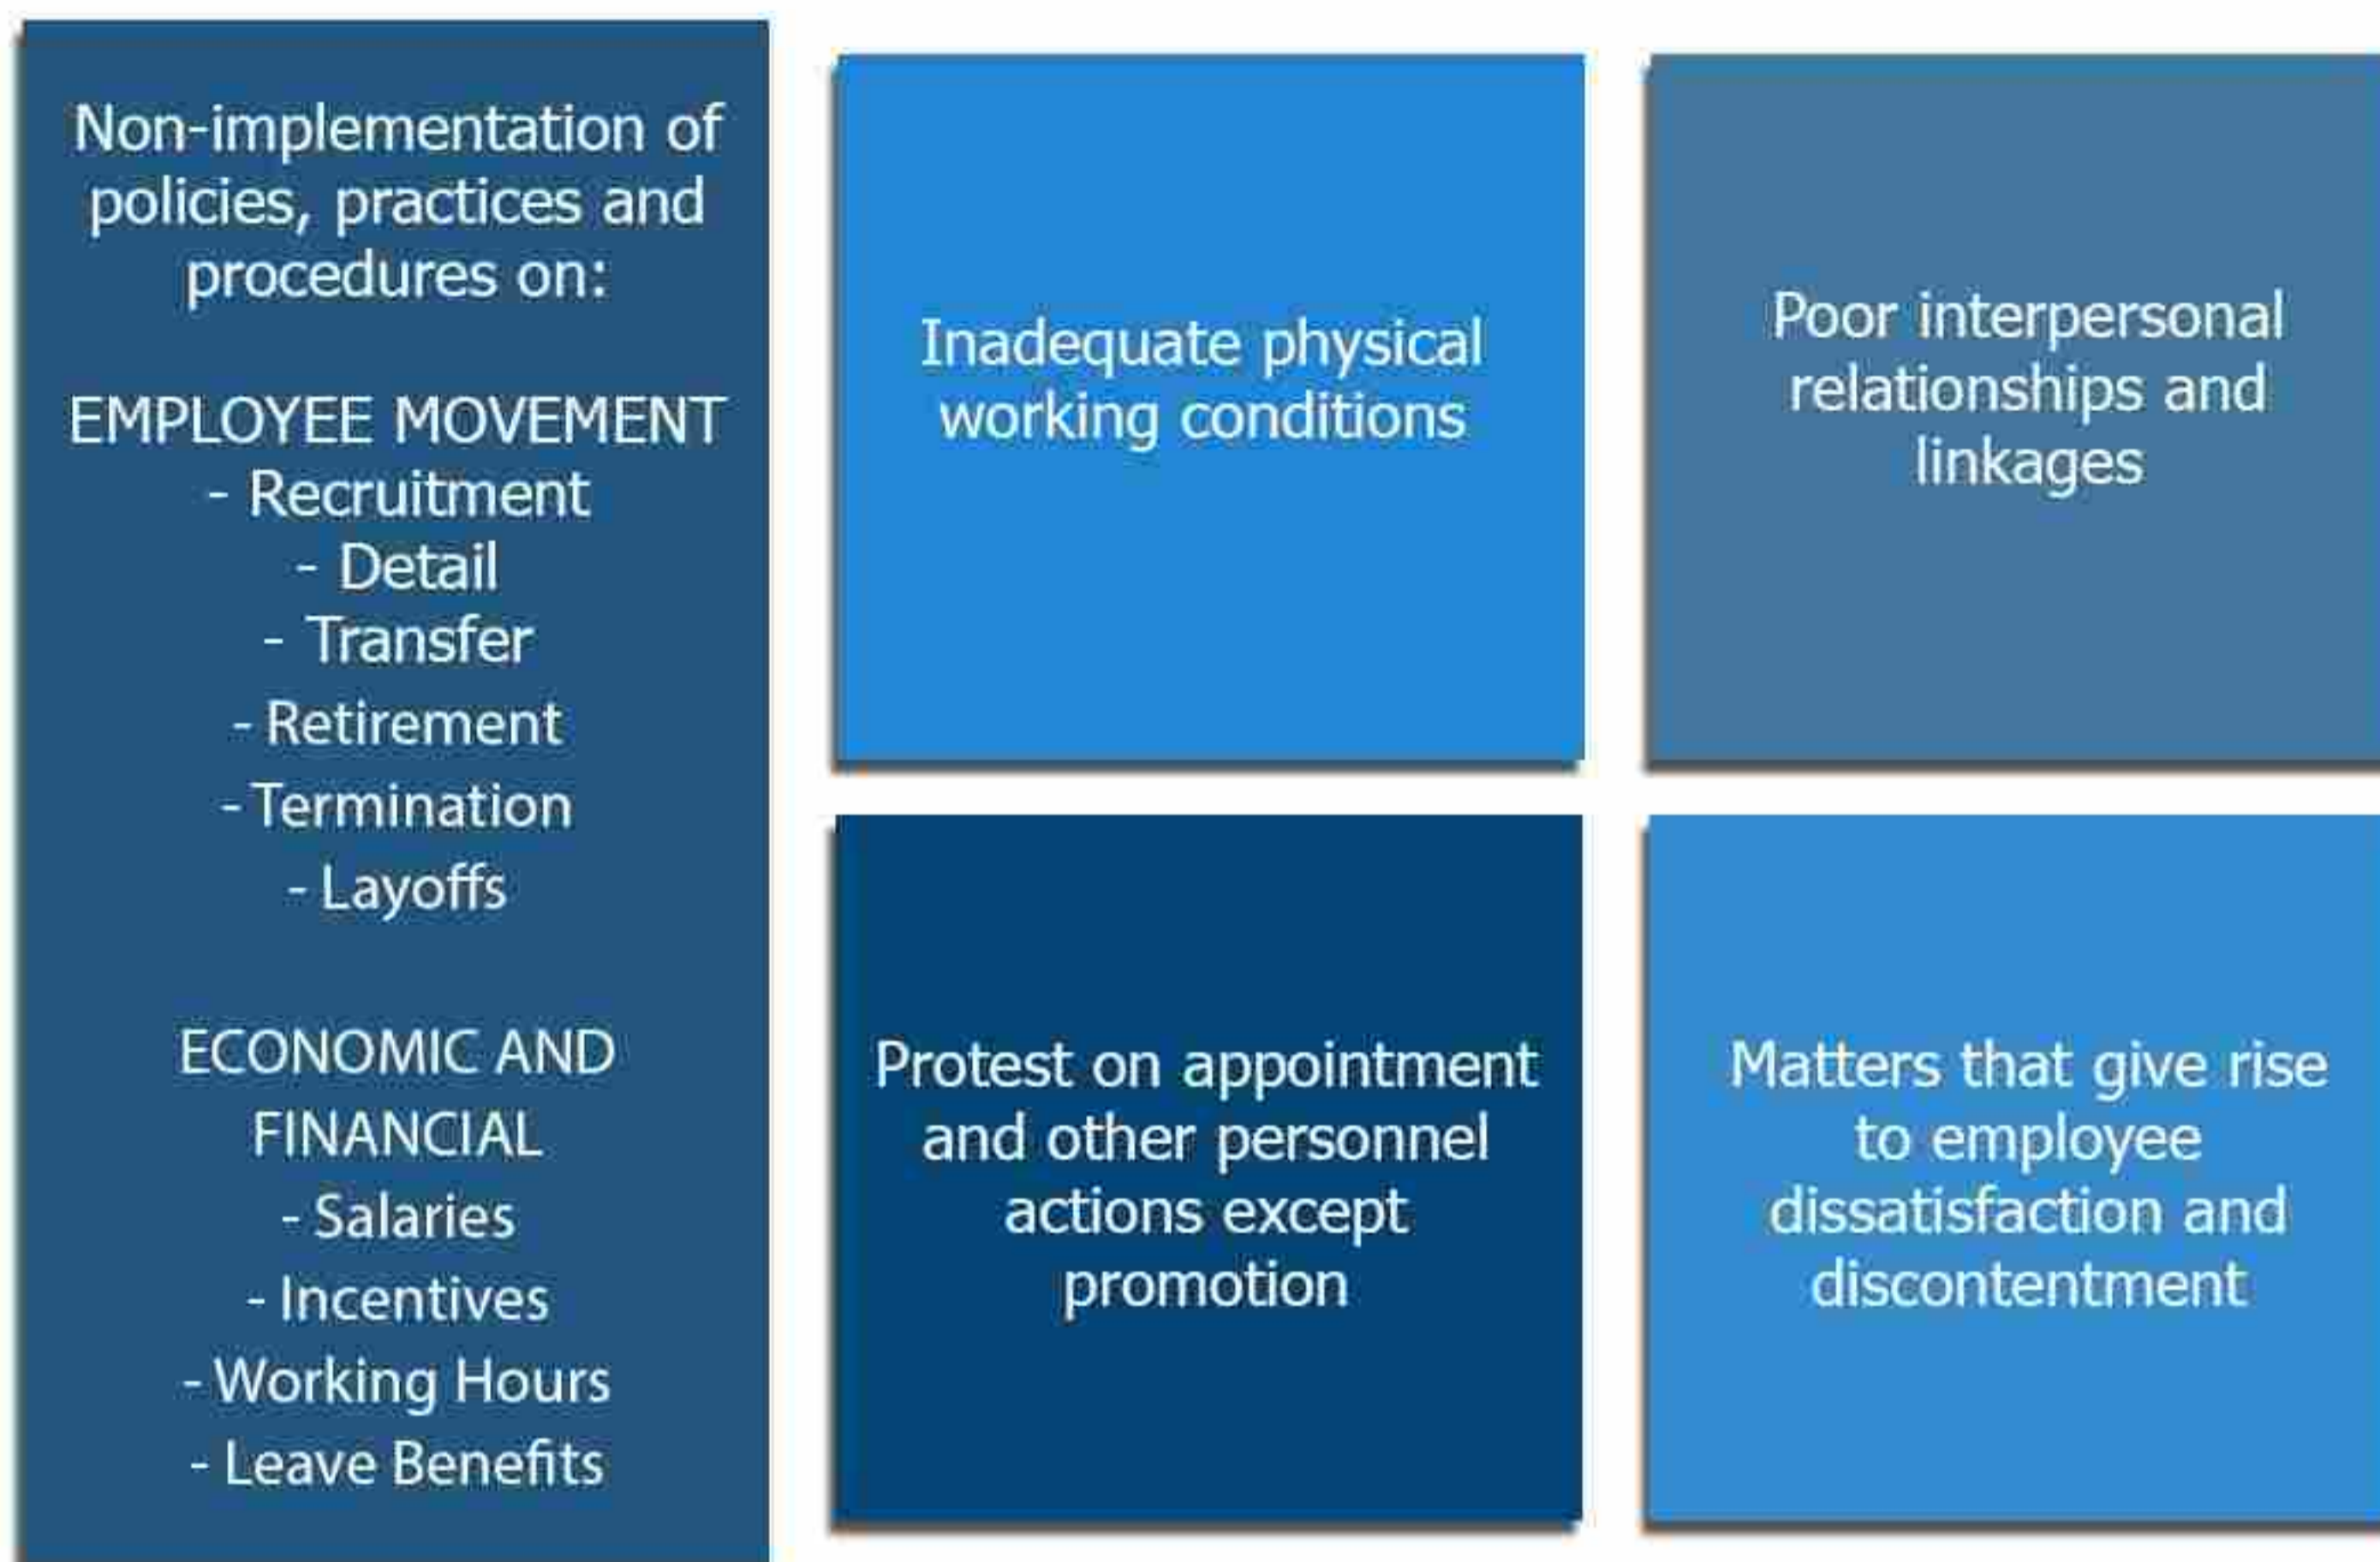 Non-implementation of
policies, practices and
procedures on:
EMPLOYEE MOVEMENT
- Recruitment
- Detail
- Transfer
- Retirement
- Termination
- Layoffs
ECONOMIC AND
FINANCIAL
- Salaries
- Incentives
- Working Hours
- Leave Benefits
Inadequate physical
working conditions
Poor interpersonal
relationships and
linkages
Protest on appointment
and other personnel
actions except
promotion
Matters that give rise
to employee
dissatisfaction and
discontentment